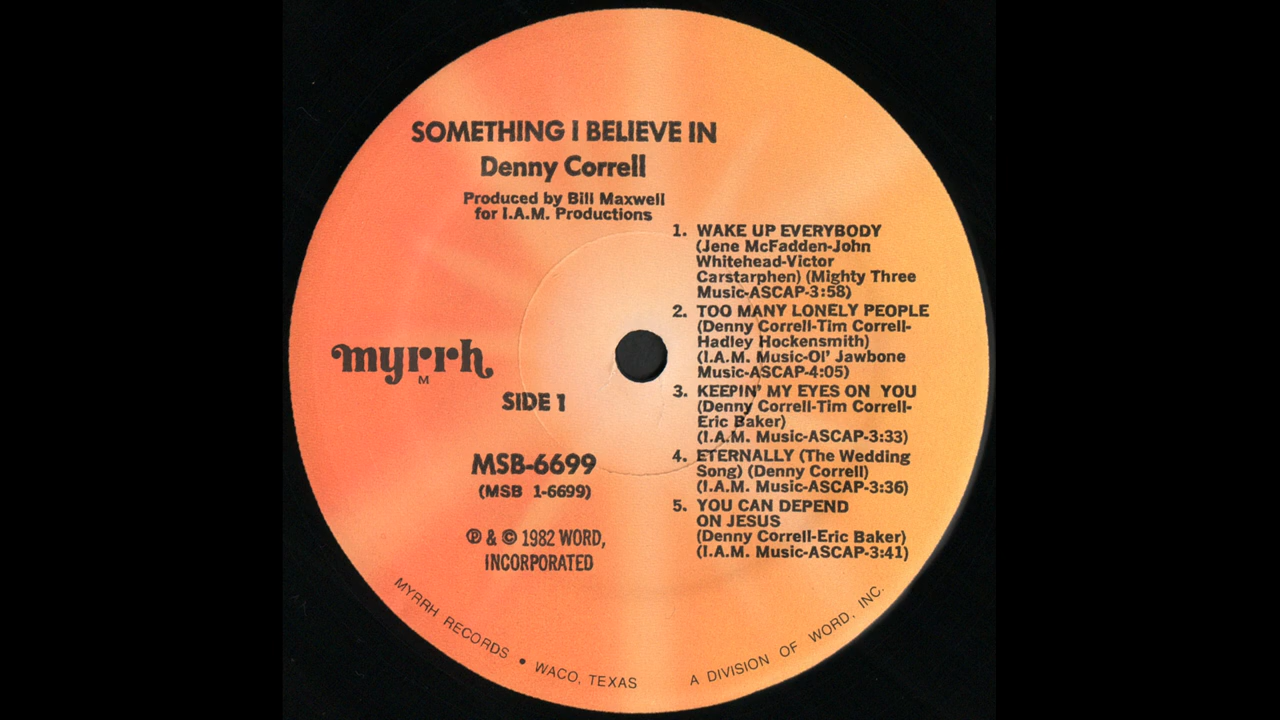 SOMETHING I BELIEVE IN
Denny Correll
Produced by Bill Maxwell
for I.A.M. Productions
myrrh
M
SIDE 1
MSB-6699
(MSB 1-6699)
℗ & © 1982 WORD,
INCORPORATED
1. WAKE UP EVERYBODY
(Jene McFadden-John
Whitehead-Victor
Carstarphen) (Mighty Three
Music-ASCAP-3:58)
2. TOO MANY LONELY PEOPLE
(Denny Correll-Tim Correll-
Hadley Hockensmith)
(I.A.M. Music-Ol' Jawbone
Music-ASCAP-4:05)
3. KEEPIN' MY EYES ON YOU
(Denny Correll-Tim Correll-
Eric Baker)
(I.A.M. Music-ASCAP-3:33)
4. ETERNALLY (The Wedding
Song) (Denny Correll)
(I.A.M. Music-ASCAP-3:36)
5. YOU CAN DEPEND
ON JESUS
(Denny Correll-Eric Baker)
(I.A.M. Music-ASCAP-3:41)
MYRRH RECORDS • WACO, TEXAS A DIVISION OF WORD, INC.